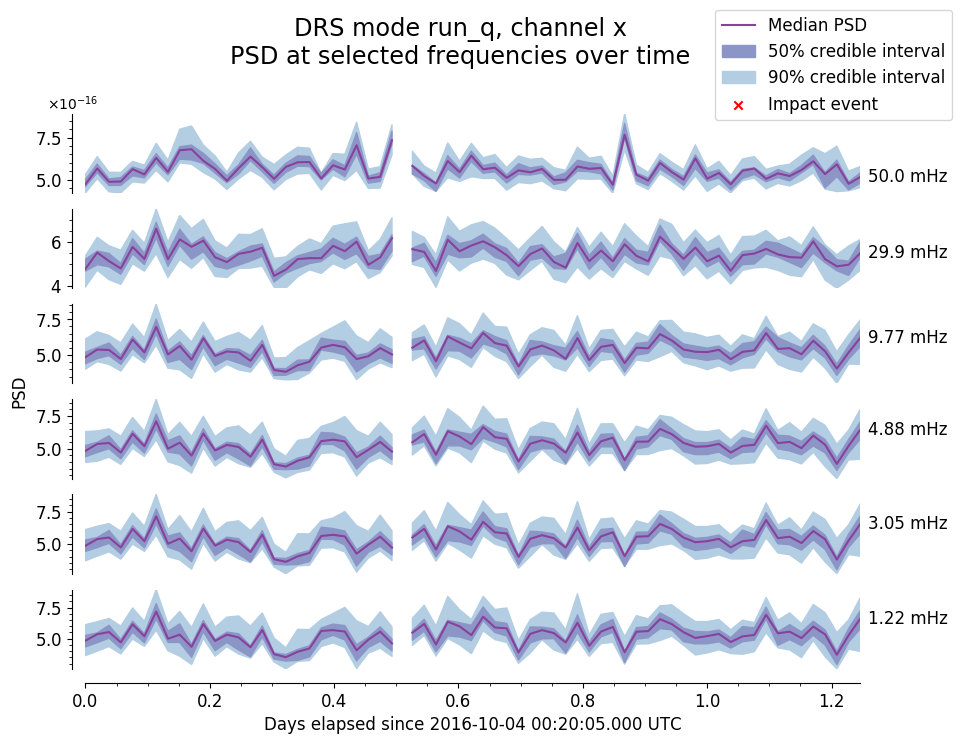 DRS mode run_q, channel x
PSD at selected frequencies over time
Median PSD
50% credible interval
90% credible interval
Impact event
×10⁻¹⁶
7.5
5.0
50.0 mHz
6
4
29.9 mHz
7.5
5.0
9.77 mHz
PSD
7.5
5.0
4.88 mHz
7.5
5.0
3.05 mHz
7.5
5.0
1.22 mHz
0.0 0.2 0.4 0.6 0.8 1.0 1.2
Days elapsed since 2016-10-04 00:20:05.000 UTC